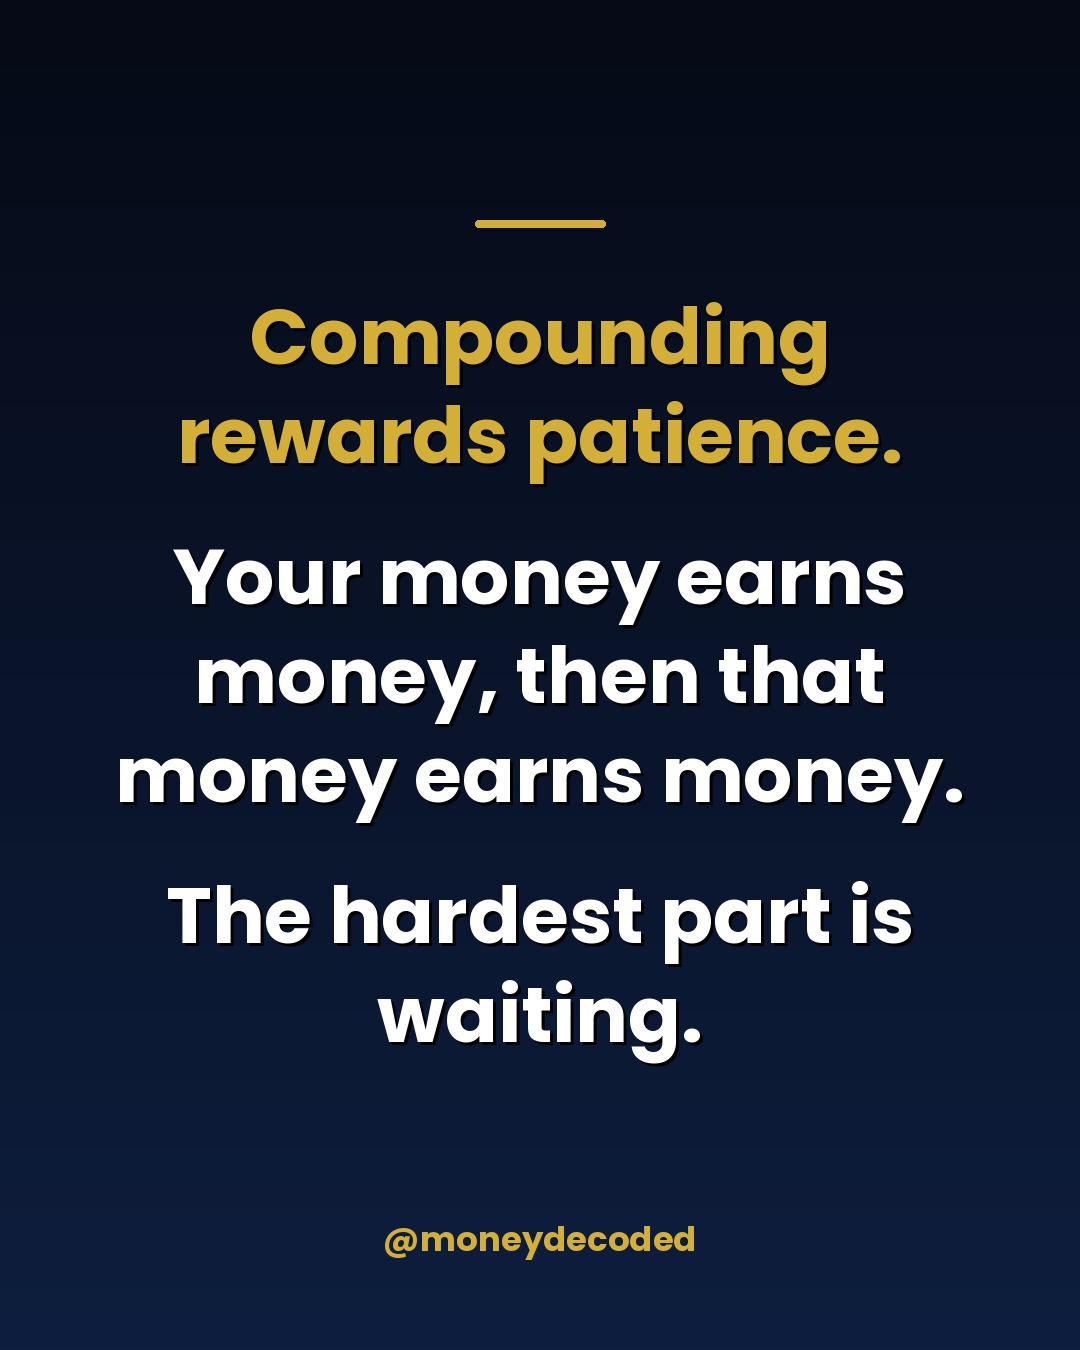 Compounding
rewards patience.
Your money earns
money, then that
money earns money.
The hardest part is
waiting.
@moneydecoded